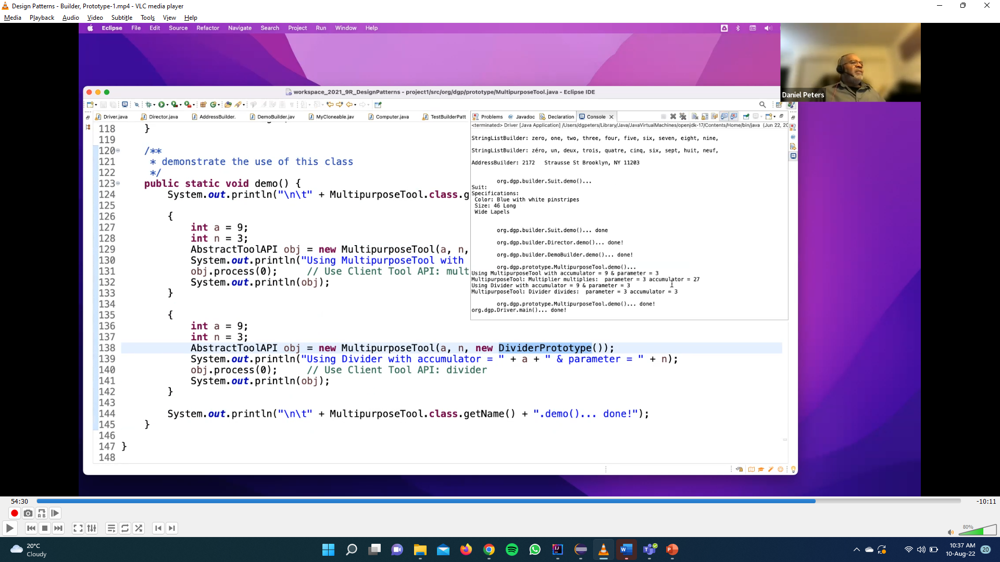 Design Patterns - Builder, Prototype-1.mp4 - VLC media player
Media Playback Audio Video Subtitle Tools View Help
Eclipse File Edit Source Refactor Navigate Search Project Run Window Help
Daniel Peters
workspace_2021_9R_DesignPatterns - project1/src/org/dgp/prototype/MultipurposeTool.java - Eclipse IDE
Driver.java Director.java AddressBuilder. DemoBuilder.jav MyCloneable.jav Computer.java TestBuilderPatt
118 }
119
120 /**
121 * demonstrate the use of this class
122 */
123 public static void demo() {
124 System.out.println("\n\t" + MultipurposeTool.class.g
125
126 {
127 int a = 9;
128 int n = 3;
129 AbstractToolAPI obj = new MultipurposeTool(a, n,
130 System.out.println("Using MultipurposeTool with
131 obj.process(0); // Use Client Tool API: mult
132 System.out.println(obj);
133 }
134
135 {
136 int a = 9;
137 int n = 3;
138 AbstractToolAPI obj = new MultipurposeTool(a, n, new DividerPrototype());
139 System.out.println("Using Divider with accumulator = " + a + " & parameter = " + n);
140 obj.process(0); // Use Client Tool API: divider
141 System.out.println(obj);
142 }
143
144 System.out.println("\n\t" + MultipurposeTool.class.getName() + ".demo()... done!");
145 }
146
147 }
148
Problems Javadoc Declaration Console
<terminated> Driver [Java Application] /Users/dgpeters/Library/Java/JavaVirtualMachines/openjdk-17/Contents/Home/bin/java (Jun 22, 20
StringListBuilder: zero, one, two, three, four, five, six, seven, eight, nine,
StringListBuilder: zéro, un, deux, trois, quatre, cinq, six, sept, huit, neuf,
AddressBuilder: 2172 Strausse St Brooklyn, NY 11203
org.dgp.builder.Suit.demo()...
Suit:
Specifications:
Color: Blue with white pinstripes
Size: 46 Long
Wide Lapels
org.dgp.builder.Suit.demo()... done
org.dgp.builder.Director.demo()... done!
org.dgp.builder.DemoBuilder.demo()... done!
org.dgp.prototype.MultipurposeTool.demo()...
Using MultipurposeTool with accumulator = 9 & parameter = 3
MultipurposeTool: Multiplier multiplies: parameter = 3 accumulator = 27
Using Divider with accumulator = 9 & parameter = 3
MultipurposeTool: Divider divides: parameter = 3 accumulator = 3
org.dgp.prototype.MultipurposeTool.demo()... done!
org.dgp.Driver.main()... done!
54:30
-10:11
80%
20°C
Cloudy
10:37 AM
10-Aug-22
20